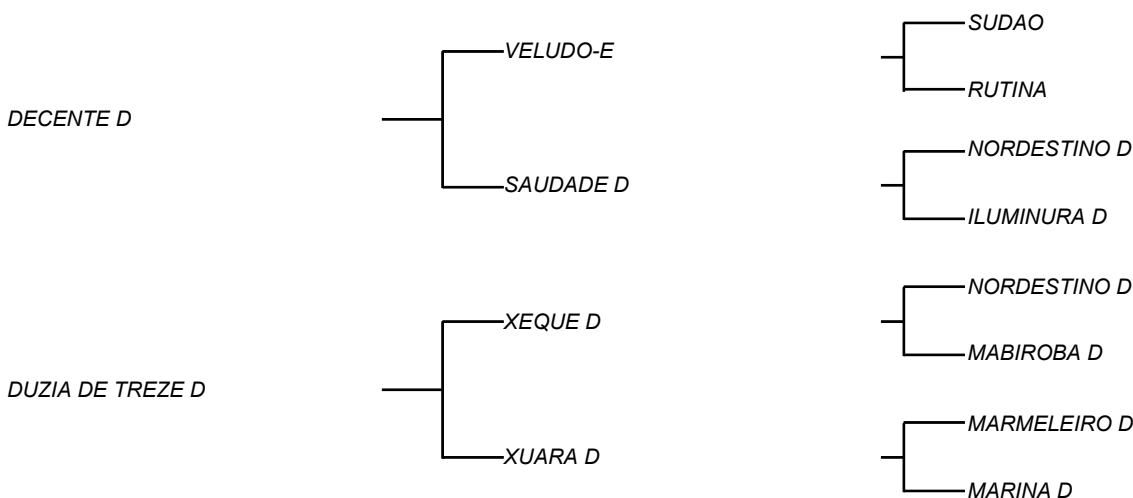 SUDAO
VELUDO-E
RUTINA
DECENTE D
NORDESTINO D
SAUDADE D
ILUMINURA D
NORDESTINO D
XEQUE D
MABIROBA D
DUZIA DE TREZE D
MARMELEIRO D
XUARA D
MARINA D